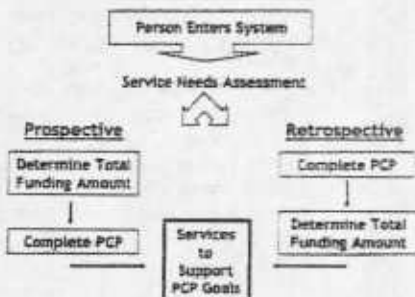 Person Enters System
Service Needs Assessment
Prospective
Determine Total
Funding Amount
Complete PCP
Retrospective
Complete PCP
Determine Total
Funding Amount
Services
to
Support
PCP Goals